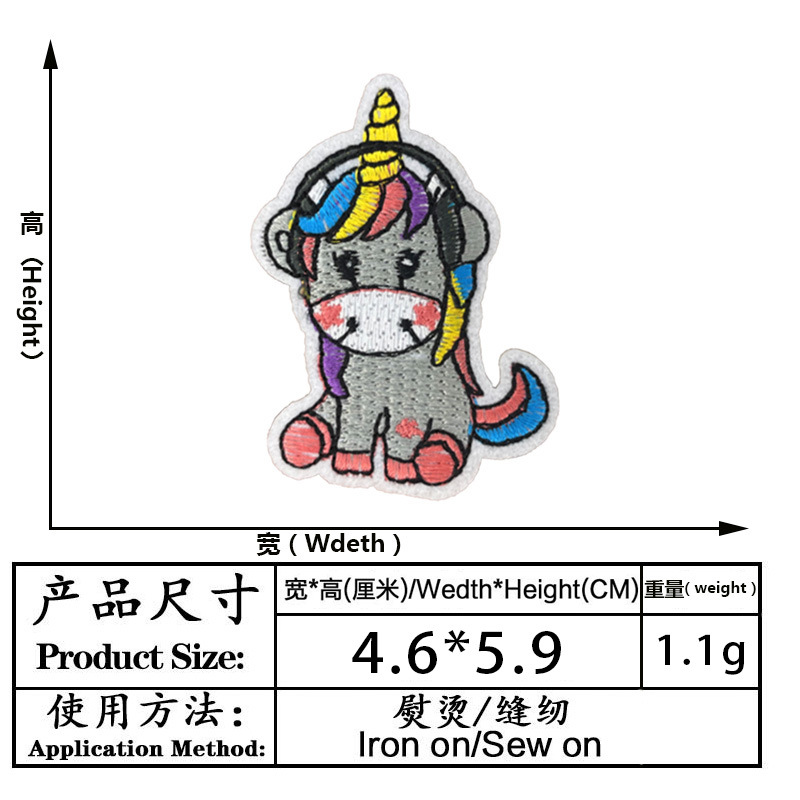 高（Height）
宽（Wdeth）
产品尺寸
Product Size:
宽*高(厘米)/Wedth*Height(CM)
重量( weight )
4.6*5.9
1.1g
使用方法：
Application Method:
熨烫/缝纫
Iron on/Sew on